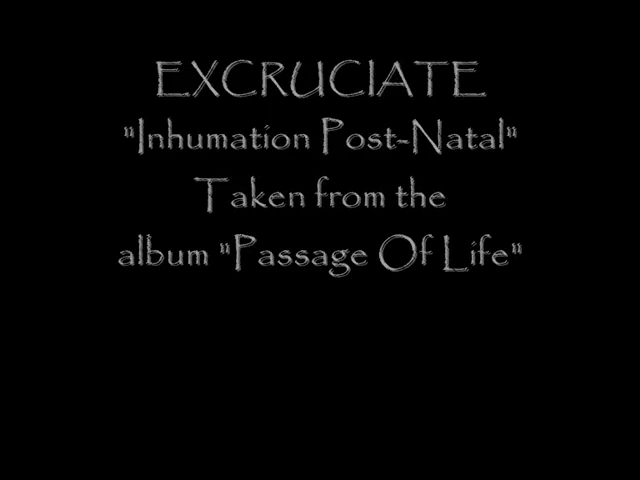 EXCRUCIATE
"Inhumation Post-Natal"
Taken from the
album "Passage Of Life"